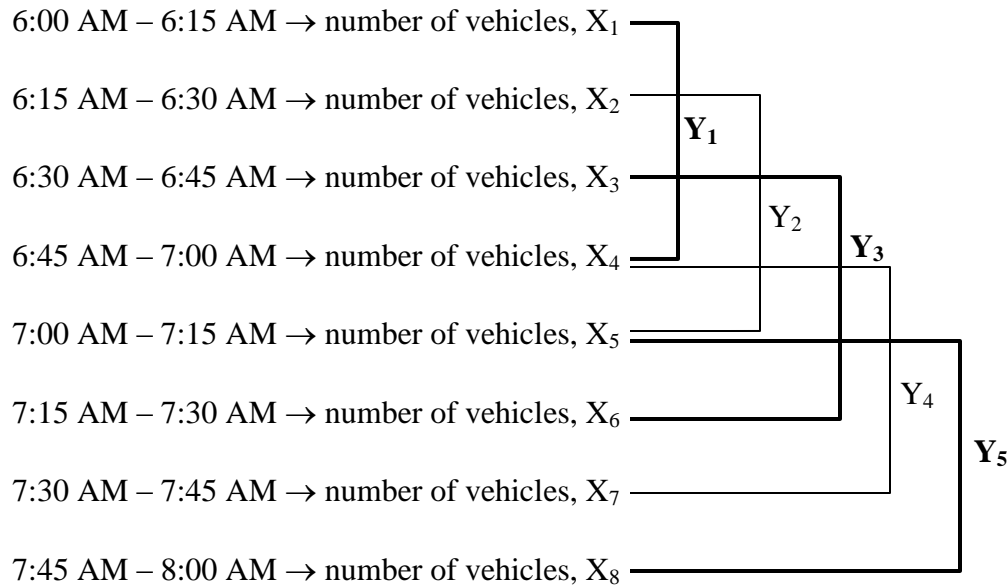 6:00 AM – 6:15 AM → number of vehicles, X₁
6:15 AM – 6:30 AM → number of vehicles, X₂
Y₁
6:30 AM – 6:45 AM → number of vehicles, X₃
Y₂
6:45 AM – 7:00 AM → number of vehicles, X₄
Y₃
7:00 AM – 7:15 AM → number of vehicles, X₅
Y₄
7:15 AM – 7:30 AM → number of vehicles, X₆
Y₅
7:30 AM – 7:45 AM → number of vehicles, X₇
7:45 AM – 8:00 AM → number of vehicles, X₈